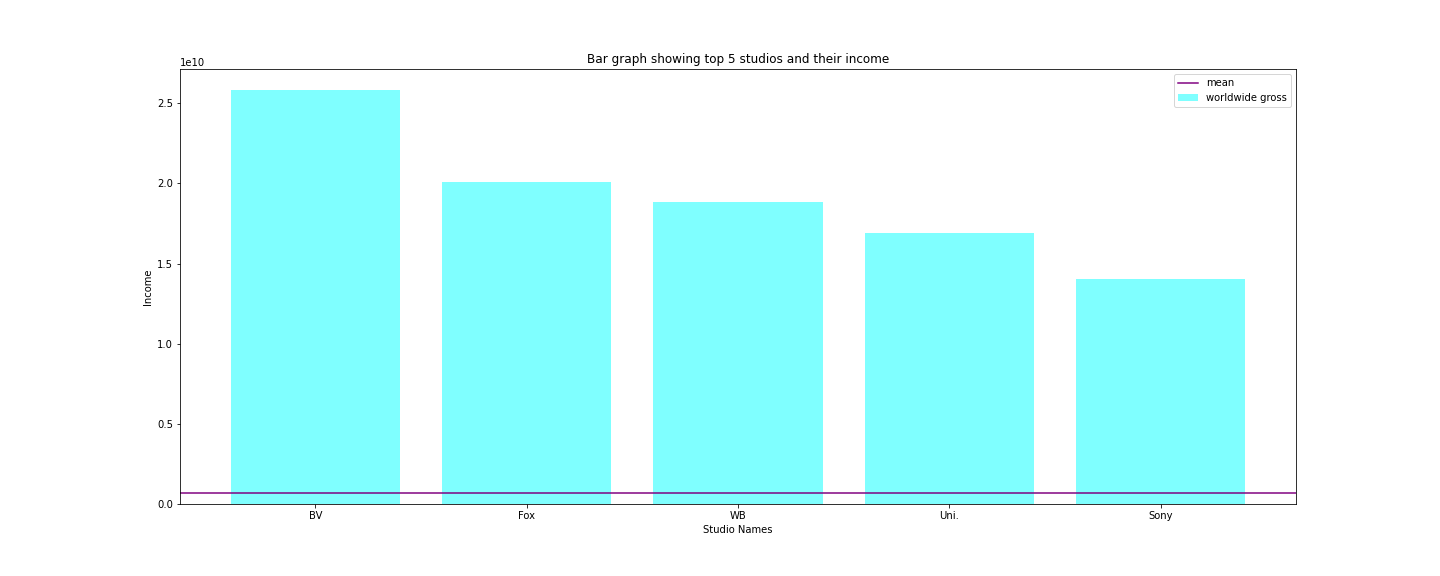 Bar graph showing top 5 studios and their income
1e10
mean
worldwide gross
2.5
2.0
1.5
1.0
0.5
0.0
Income
BV Fox WB Uni. Sony
Studio Names